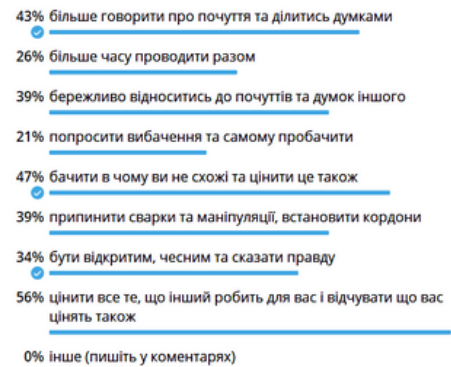 43% більше говорити про почуття та ділитись думками
26% більше часу проводити разом
39% бережливо відноситись до почуттів та думок іншого
21% попросити вибачення та самому пробачити
47% бачити в чому ви не схожі та цінити це також
39% припинити сварки та маніпуляції, встановити кордони
34% бути відкритим, чесним та сказати правду
56% цінити все те, що інший робить для вас і відчувати що вас
цінять також
0% інше (пишіть у коментарях)